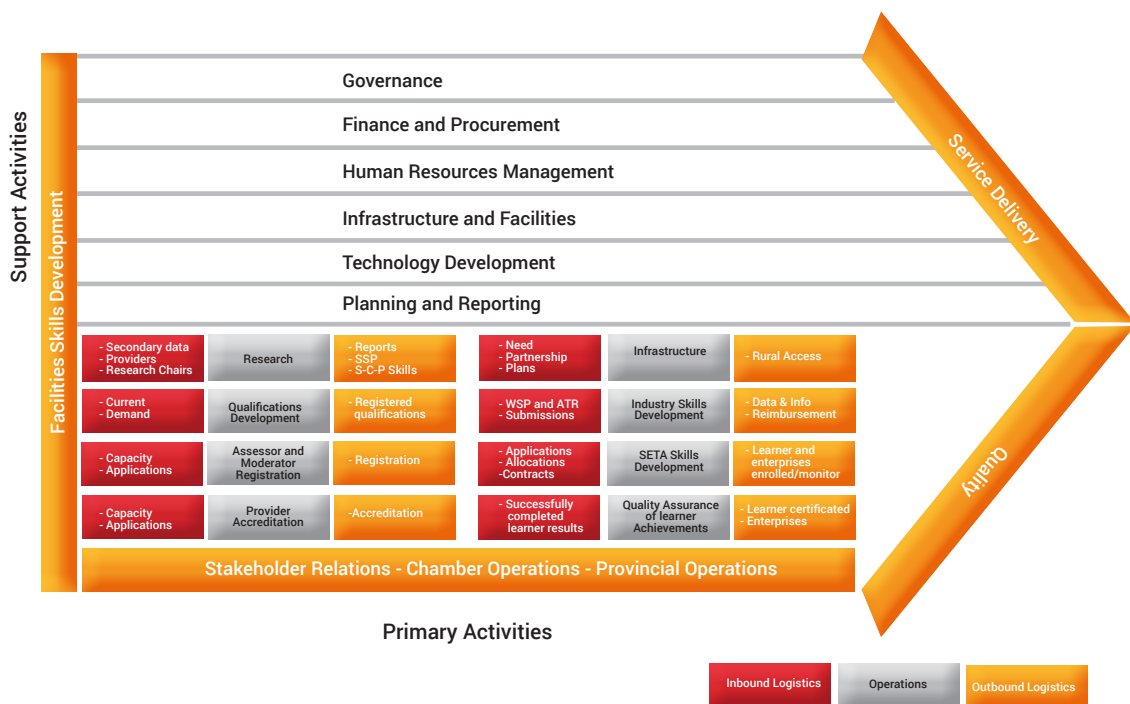 Support Activities
Facilities Skills Development
Governance
Finance and Procurement
Human Resources Management
Infrastructure and Facilities
Technology Development
Planning and Reporting
Service Delivery
Quality
- Secondary data
- Providers
- Research Chairs
Research
- Reports
- SSP
- S-C-P Skills
- Need
- Partnership
- Plans
Infrastructure
- Rural Access
- Current
- Demand
Qualifications
Development
- Registered
qualifications
- WSP and ATR
- Submissions
Industry Skills
Development
- Data & Info
- Reimbursement
- Capacity
- Applications
Assessor and
Moderator
Registration
- Registration
- Applications
- Allocations
-Contracts
SETA Skills
Development
- Learner and
enterprises
enrolled/monitor
- Capacity
- Applications
Provider
Accreditation
-Accreditation
- Successfully
completed
learner results
Quality Assurance
of learner
Achievements
- Learner certificated
- Enterprises
Stakeholder Relations - Chamber Operations - Provincial Operations
Primary Activities
Inbound Logistics
Operations
Outbound Logistics